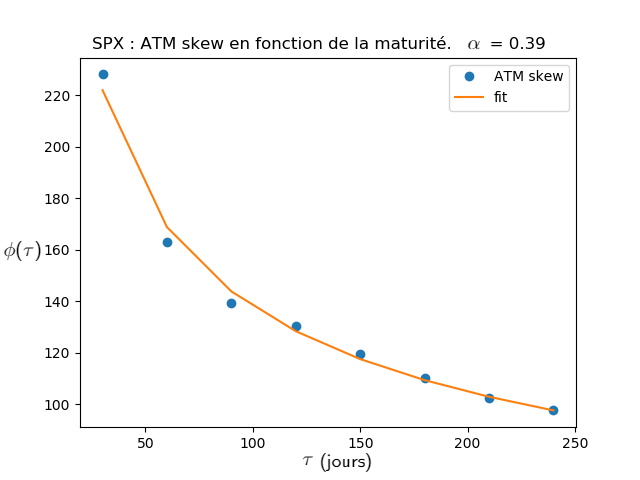 SPX : ATM skew en fonction de la maturité. α = 0.39
ATM skew
fit
220
200
180
160
140
120
100
ϕ(τ)
50
100
150
200
250
τ (jours)